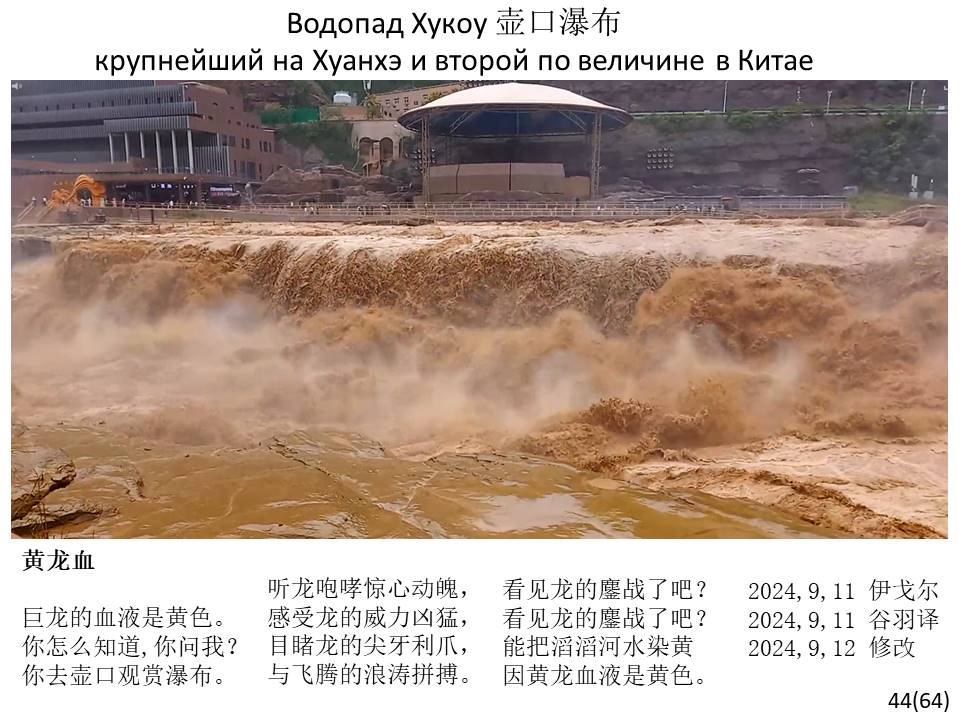 Водопад Хукоу 壶口瀑布
крупнейший на Хуанхэ и второй по величине в Китае
黄龙血
巨龙的血液是黄色。
你怎么知道,你问我？
你去壶口观赏瀑布。
听龙咆哮惊心动魄，
感受龙的威力凶猛，
目睹龙的尖牙利爪，
与飞腾的浪涛拼搏。
看见龙的鏖战了吧？
看见龙的鏖战了吧？
能把滔滔河水染黄
因黄龙血液是黄色。
2024,9,11 伊戈尔
2024,9,11 谷羽译
2024,9,12 修改
44(64)